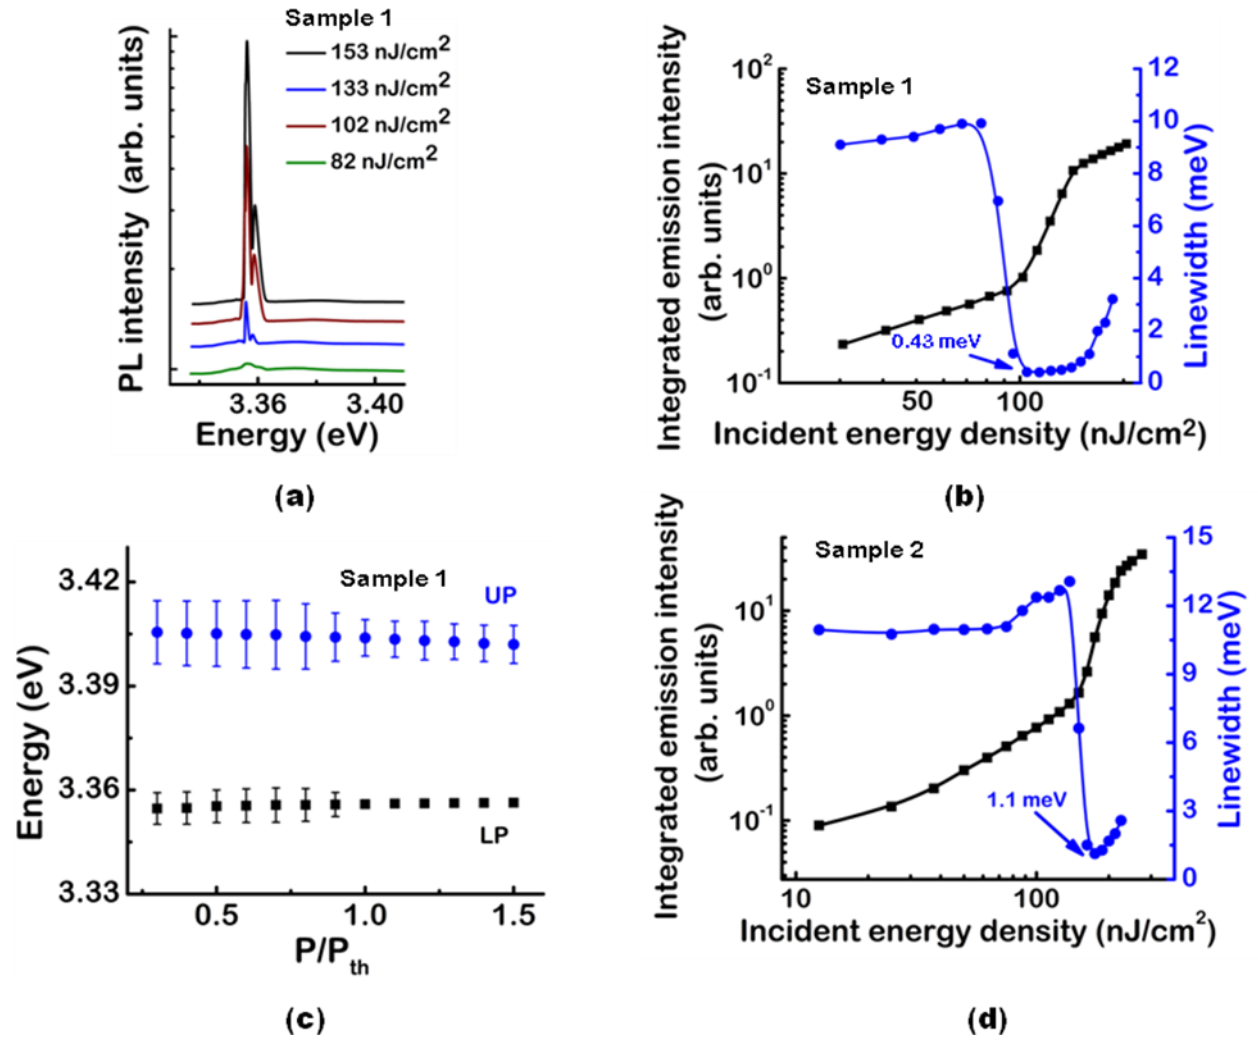 Sample 1
153 nJ/cm²
133 nJ/cm²
102 nJ/cm²
82 nJ/cm²
PL intensity (arb. units)
3.36 3.40
Energy (eV)
(a)
Integrated emission intensity
(arb. units)
10²
10¹
10⁰
10⁻¹
Sample 1
0.43 meV
12
10
8
6
4
2
0
Linewidth (meV)
50 100
Incident energy density (nJ/cm²)
(b)
Energy (eV)
3.42
3.39
3.36
3.33
Sample 1
UP
LP
0.5 1.0 1.5
P/Pth
(c)
Integrated emission intensity
(arb. units)
10¹
10⁰
10⁻¹
Sample 2
1.1 meV
15
12
9
6
3
0
Linewidth (meV)
10 100
Incident energy density (nJ/cm²)
(d)